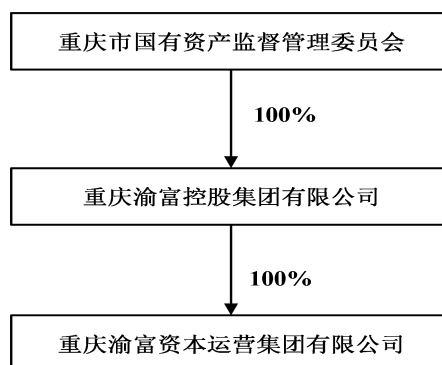 重庆市国有资产监督管理委员会
100%
重庆渝富控股集团有限公司
100%
重庆渝富资本运营集团有限公司